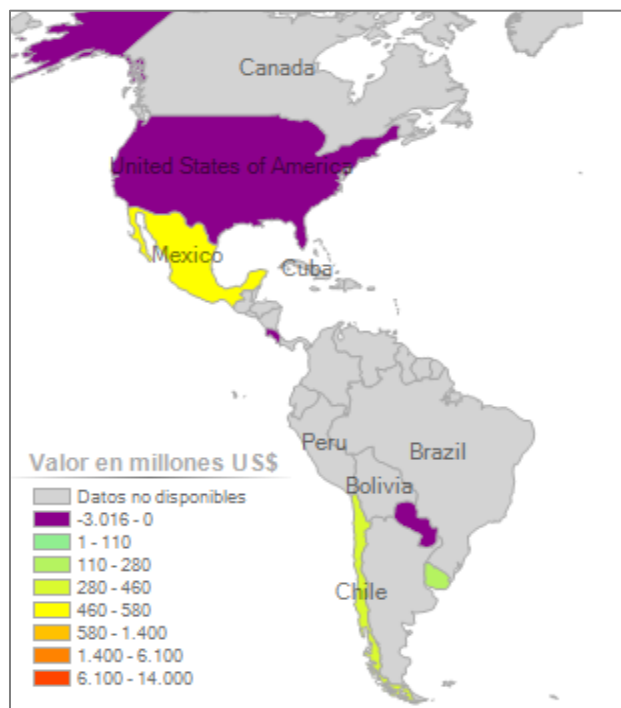 Canada
United States of America
Mexico
Cuba
Peru
Brazil
Bolivia
Chile
Valor en millones US$
Datos no disponibles
-3.016 - 0
1 - 110
110 - 280
280 - 460
460 - 580
580 - 1.400
1.400 - 6.100
6.100 - 14.000